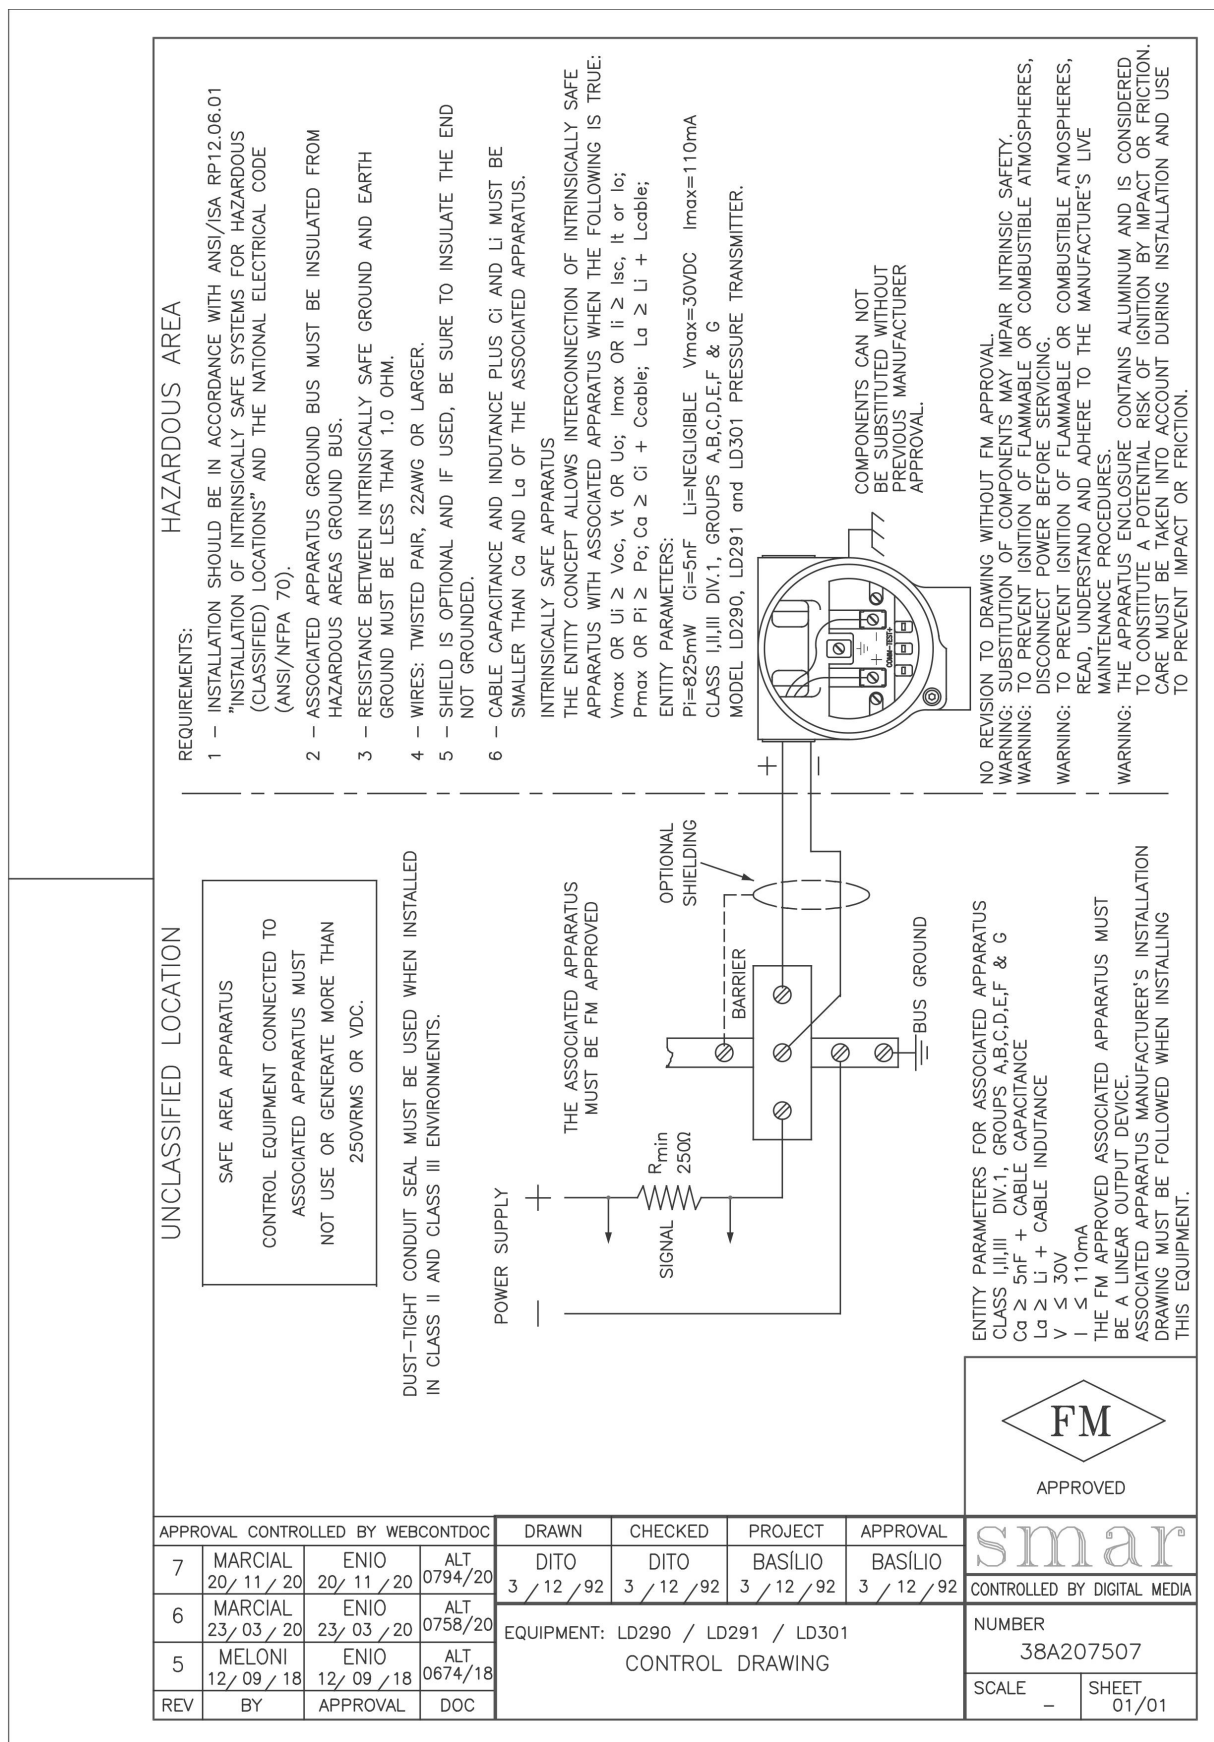 UNCLASSIFIED LOCATION
SAFE AREA APPARATUS
CONTROL EQUIPMENT CONNECTED TO
ASSOCIATED APPARATUS MUST
NOT USE OR GENERATE MORE THAN
250VRMS OR VDC.
DUST-TIGHT CONDUIT SEAL MUST BE USED WHEN INSTALLED
IN CLASS II AND CLASS III ENVIRONMENTS.
POWER SUPPLY
–
+
SIGNAL
Rmin
250Ω
THE ASSOCIATED APPARATUS
MUST BE FM APPROVED
BARRIER
OPTIONAL
SHIELDING
BUS GROUND
ENTITY PARAMETERS FOR ASSOCIATED APPARATUS
CLASS I,II,III DIV.1, GROUPS A,B,C,D,E,F & G
Ca ≥ 5nF + CABLE CAPACITANCE
La ≥ Li + CABLE INDUTANCE
V ≤ 30V
I ≤ 110mA
THE FM APPROVED ASSOCIATED APPARATUS MUST
BE A LINEAR OUTPUT DEVICE.
ASSOCIATED APPARATUS MANUFACTURER'S INSTALLATION
DRAWING MUST BE FOLLOWED WHEN INSTALLING
THIS EQUIPMENT.
HAZARDOUS AREA
REQUIREMENTS:
1 – INSTALLATION SHOULD BE IN ACCORDANCE WITH ANSI/ISA RP12.06.01
"INSTALLATION OF INTRINSICALLY SAFE SYSTEMS FOR HAZARDOUS
(CLASSIFIED) LOCATIONS" AND THE NATIONAL ELECTRICAL CODE
(ANSI/NFPA 70).
2 – ASSOCIATED APPARATUS GROUND BUS MUST BE INSULATED FROM
HAZARDOUS AREAS GROUND BUS.
3 – RESISTANCE BETWEEN INTRINSICALLY SAFE GROUND AND EARTH
GROUND MUST BE LESS THAN 1.0 OHM.
4 – WIRES: TWISTED PAIR, 22AWG OR LARGER.
5 – SHIELD IS OPTIONAL AND IF USED, BE SURE TO INSULATE THE END
NOT GROUNDED.
6 – CABLE CAPACITANCE AND INDUTANCE PLUS Ci AND Li MUST BE
SMALLER THAN Ca AND La OF THE ASSOCIATED APPARATUS.
INTRINSICALLY SAFE APPARATUS
THE ENTITY CONCEPT ALLOWS INTERCONNECTION OF INTRINSICALLY SAFE
APPARATUS WITH ASSOCIATED APPARATUS WHEN THE FOLLOWING IS TRUE:
Vmax OR Ui ≥ Voc, Vt OR Uo; Imax OR Ii ≥ Isc, It or Io;
Pmax OR Pi ≥ Po; Ca ≥ Ci + Ccable; La ≥ Li + Lcable;
ENTITY PARAMETERS:
Pi=825mW Ci=5nF Li=NEGLIGIBLE Vmax=30VDC Imax=110mA
CLASS I,II,III DIV.1, GROUPS A,B,C,D,E,F & G
MODEL LD290, LD291 and LD301 PRESSURE TRANSMITTER.
+
–
+
–
COMM
–TEST+
COMPONENTS CAN NOT
BE SUBSTITUTED WITHOUT
PREVIOUS MANUFACTURER
APPROVAL.
NO REVISION TO DRAWING WITHOUT FM APPROVAL.
WARNING: SUBSTITUTION OF COMPONENTS MAY IMPAIR INTRINSIC SAFETY.
WARNING: TO PREVENT IGNITION OF FLAMMABLE OR COMBUSTIBLE ATMOSPHERES,
DISCONNECT POWER BEFORE SERVICING.
WARNING: TO PREVENT IGNITION OF FLAMMABLE OR COMBUSTIBLE ATMOSPHERES,
READ, UNDERSTAND AND ADHERE TO THE MANUFACTURE'S LIVE
MAINTENANCE PROCEDURES.
WARNING: THE APPARATUS ENCLOSURE CONTAINS ALUMINUM AND IS CONSIDERED
TO CONSTITUTE A POTENTIAL RISK OF IGNITION BY IMPACT OR FRICTION.
CARE MUST BE TAKEN INTO ACCOUNT DURING INSTALLATION AND USE
TO PREVENT IMPACT OR FRICTION.
FM
APPROVED
APPROVAL CONTROLLED BY WEBCONTDOC
7 MARCIAL 20/11/20 ENIO 20/11/20 ALT 0794/20
6 MARCIAL 23/03/20 ENIO 23/03/20 ALT 0758/20
5 MELONI 12/09/18 ENIO 12/09/18 ALT 0674/18
REV BY APPROVAL DOC
DRAWN CHECKED PROJECT APPROVAL
DITO DITO BASÍLIO BASÍLIO
3/12/92 3/12/92 3/12/92 3/12/92
EQUIPMENT: LD290 / LD291 / LD301
CONTROL DRAWING
smar
CONTROLLED BY DIGITAL MEDIA
NUMBER
38A207507
SCALE –
SHEET 01/01